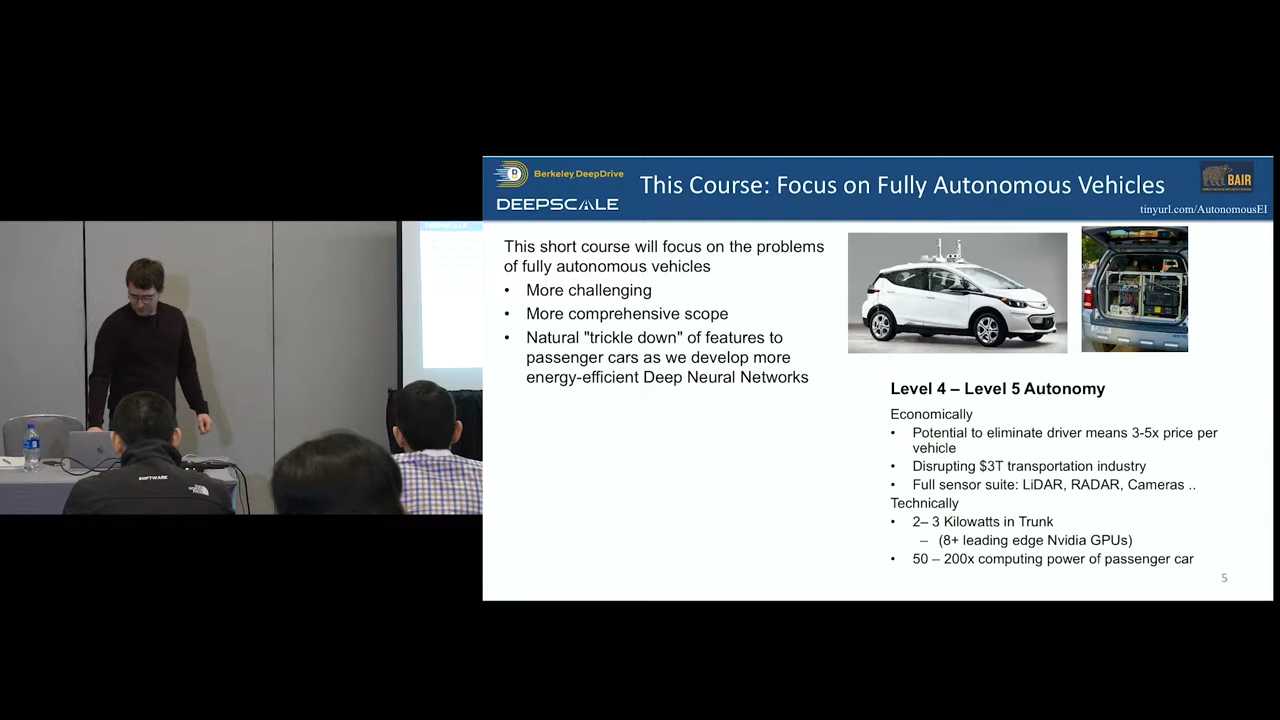 Berkeley DeepDrive
DEEPSCALE
This Course: Focus on Fully Autonomous Vehicles
BAIR
tinyurl.com/AutonomousEI
This short course will focus on the problems
of fully autonomous vehicles
• More challenging
• More comprehensive scope
• Natural "trickle down" of features to
passenger cars as we develop more
energy-efficient Deep Neural Networks
Level 4 – Level 5 Autonomy
Economically
• Potential to eliminate driver means 3-5x price per
vehicle
• Disrupting $3T transportation industry
• Full sensor suite: LiDAR, RADAR, Cameras ..
Technically
• 2– 3 Kilowatts in Trunk
– (8+ leading edge Nvidia GPUs)
• 50 – 200x computing power of passenger car
5
DEEPSCALE
SOFTWARE
THE NORTH FACE